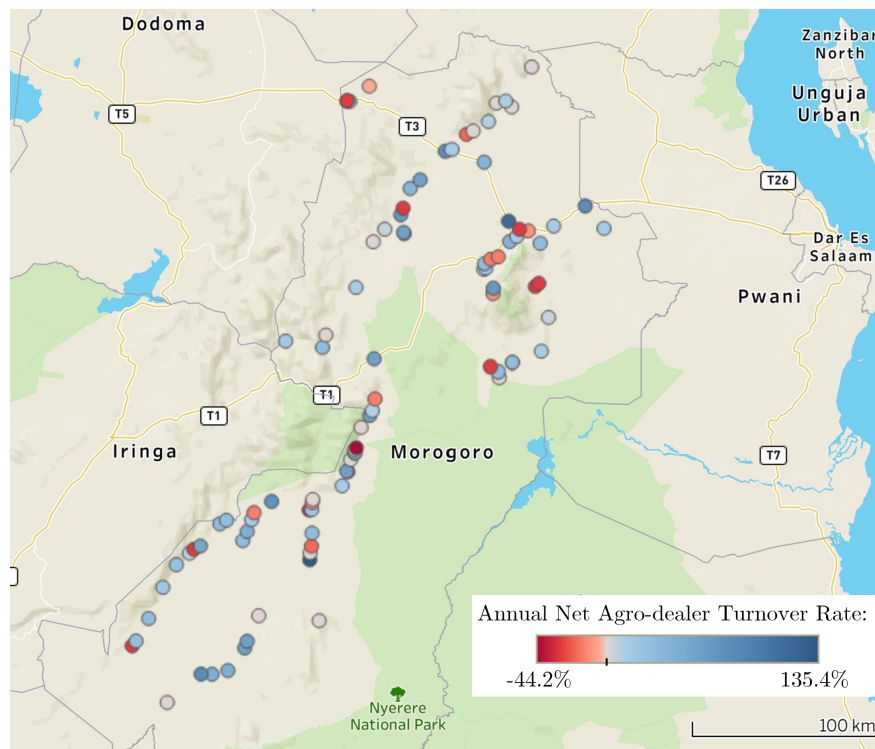 Dodoma
Zanzibar
North
Unguja
Urban
T5
T3
T26
Dar Es
Salaam
Pwani
T1
T1
Iringa
Morogoro
T7
Annual Net Agro-dealer Turnover Rate:
-44.2% 135.4%
Nyerere
National Park
100 km